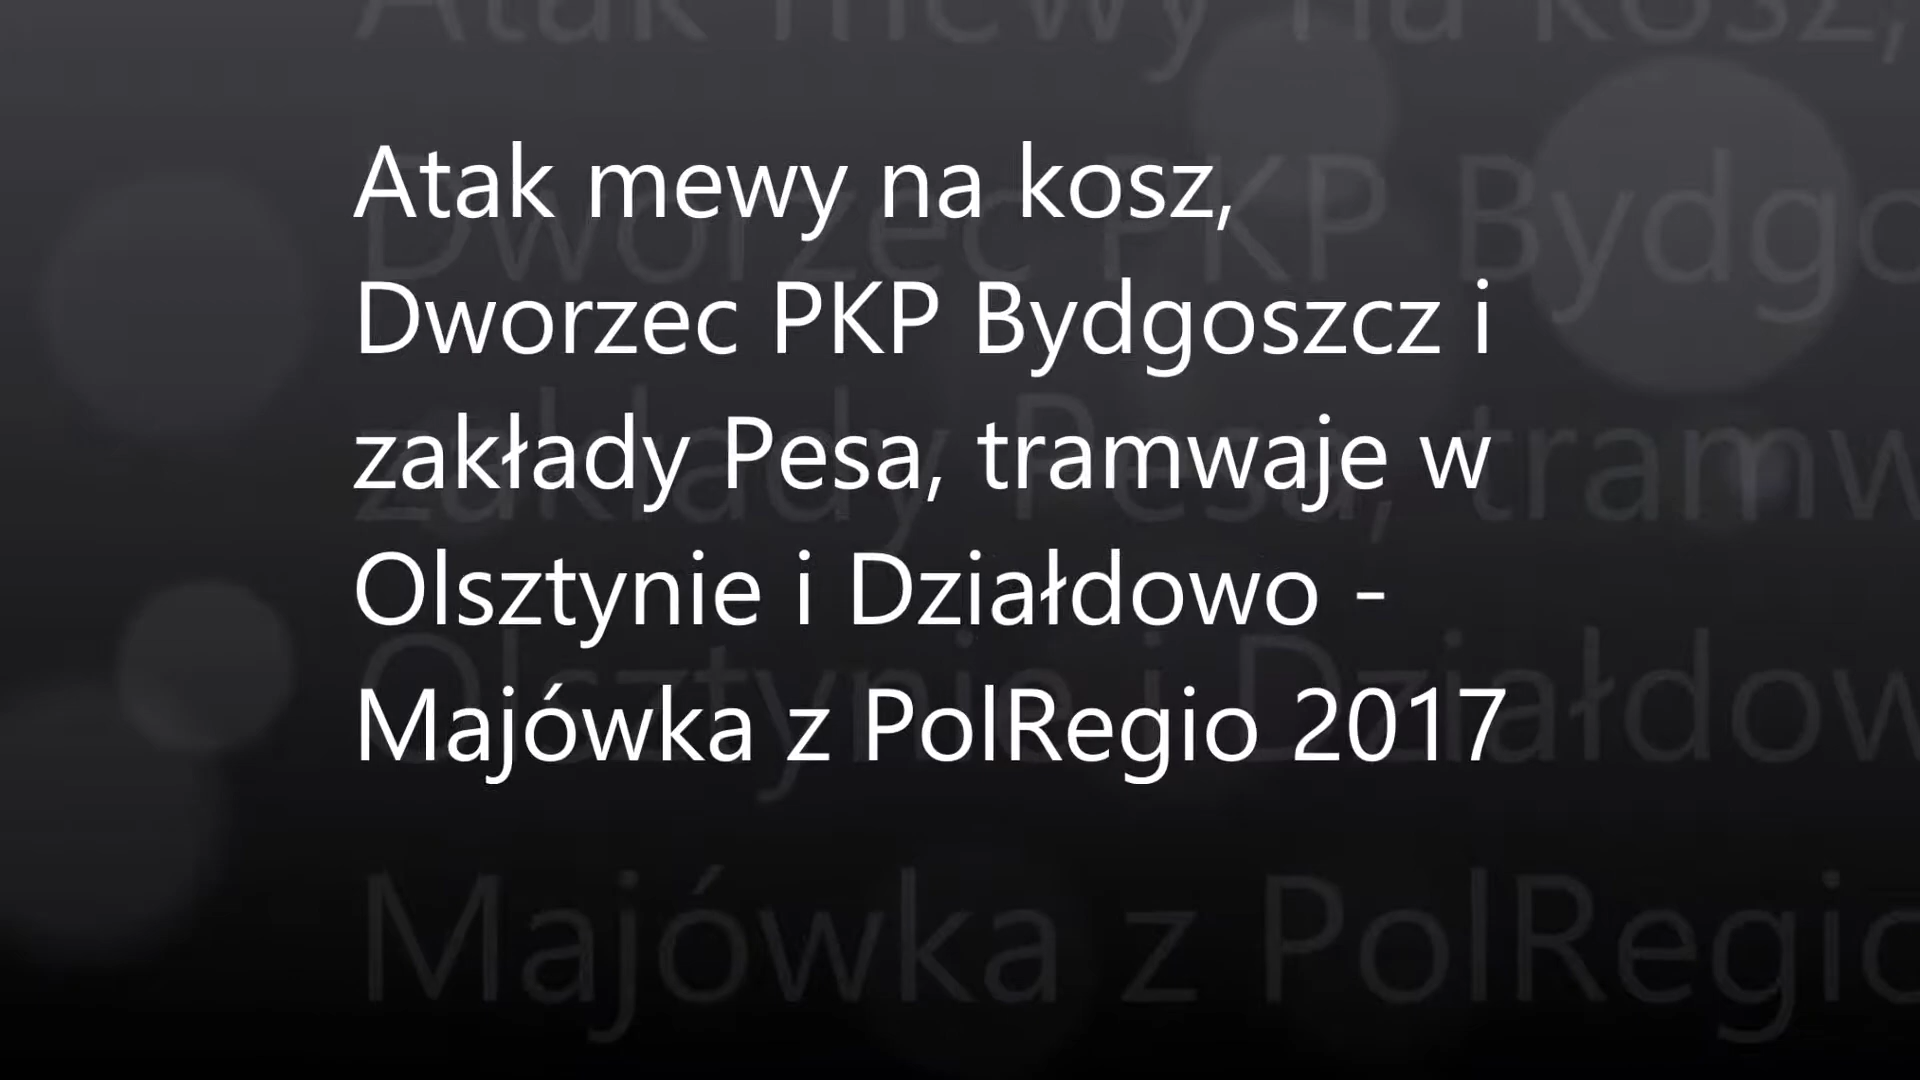 Atak mewy na kosz,
Dworzec PKP Bydgoszcz i
zakłady Pesa, tramwaje w
Olsztynie i Działdowo -
Majówka z PolRegio 2017